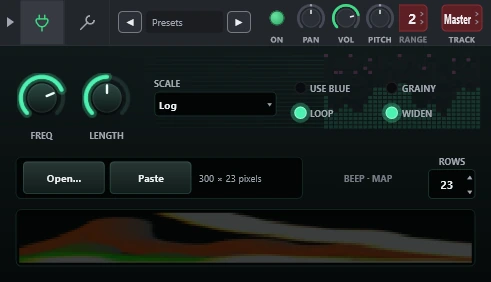 Presets
ON PAN VOL PITCH RANGE TRACK
2 Master
SCALE
Log
USE BLUE GRAINY
LOOP WIDEN
FREQ LENGTH
Open... Paste 300 × 23 pixels
BEEP - MAP
ROWS
23